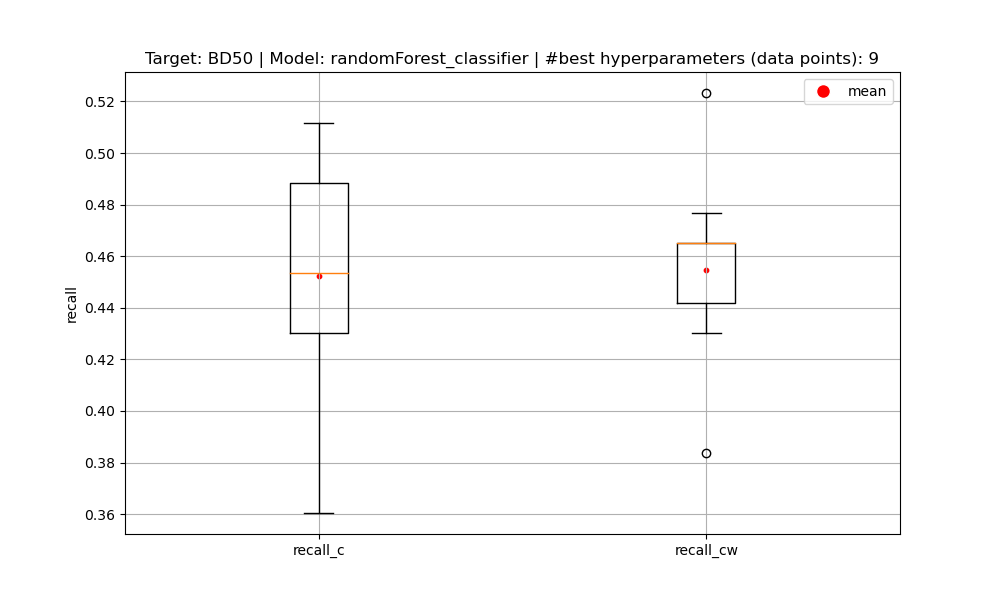 Target: BD50 | Model: randomForest_classifier | #best hyperparameters (data points): 9
mean
0.52
0.50
0.48
0.46
0.44
0.42
0.40
0.38
0.36
recall
recall_c
recall_cw